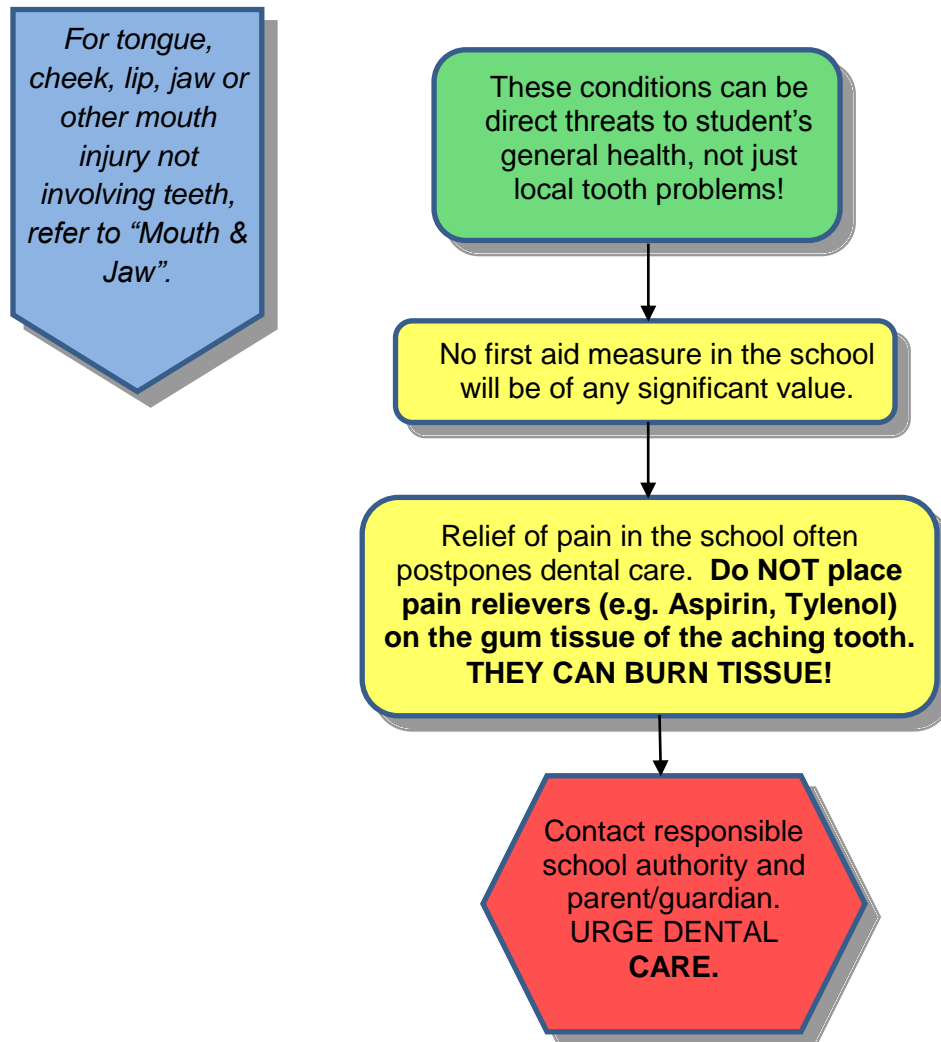 For tongue,
cheek, lip, jaw or
other mouth
injury not
involving teeth,
refer to “Mouth &
Jaw”.
These conditions can be
direct threats to student’s
general health, not just
local tooth problems!
No first aid measure in the school
will be of any significant value.
Relief of pain in the school often
postpones dental care.  Do NOT place
pain relievers (e.g. Aspirin, Tylenol)
on the gum tissue of the aching tooth.
THEY CAN BURN TISSUE!
Contact responsible
school authority and
parent/guardian.
URGE DENTAL
CARE.